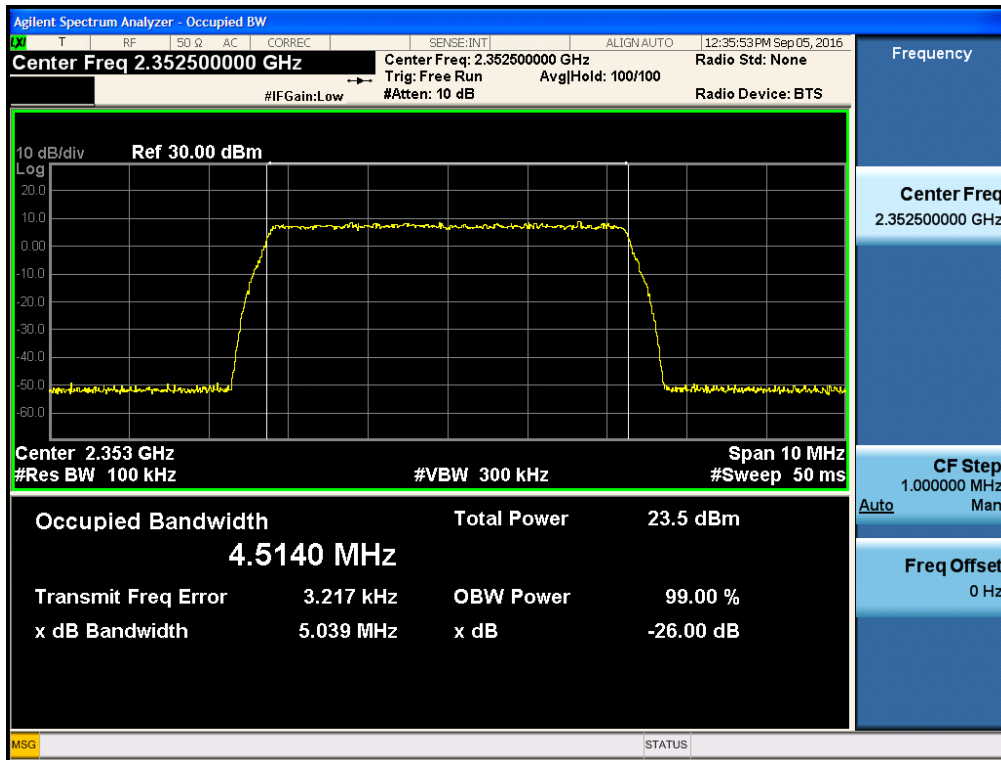 Agilent Spectrum Analyzer - Occupied BW
LXI T RF 50 Ω AC CORREC SENSE:INT ALIGN AUTO 12:35:53 PM Sep 05, 2016
Center Freq 2.352500000 GHz
Center Freq: 2.352500000 GHz
Radio Std: None
Trig: Free Run Avg|Hold: 100/100
#IFGain:Low
#Atten: 10 dB
Radio Device: BTS
10 dB/div Ref 30.00 dBm
Log
20.0
10.0
0.00
-10.0
-20.0
-30.0
-40.0
-50.0
-60.0
Center 2.353 GHz Span 10 MHz
#Res BW 100 kHz #VBW 300 kHz #Sweep 50 ms
Occupied Bandwidth Total Power 23.5 dBm
4.5140 MHz
Transmit Freq Error 3.217 kHz OBW Power 99.00 %
x dB Bandwidth 5.039 MHz x dB -26.00 dB
Frequency
Center Freq
2.352500000 GHz
CF Step
1.000000 MHz
Auto Man
Freq Offset
0 Hz
MSG STATUS